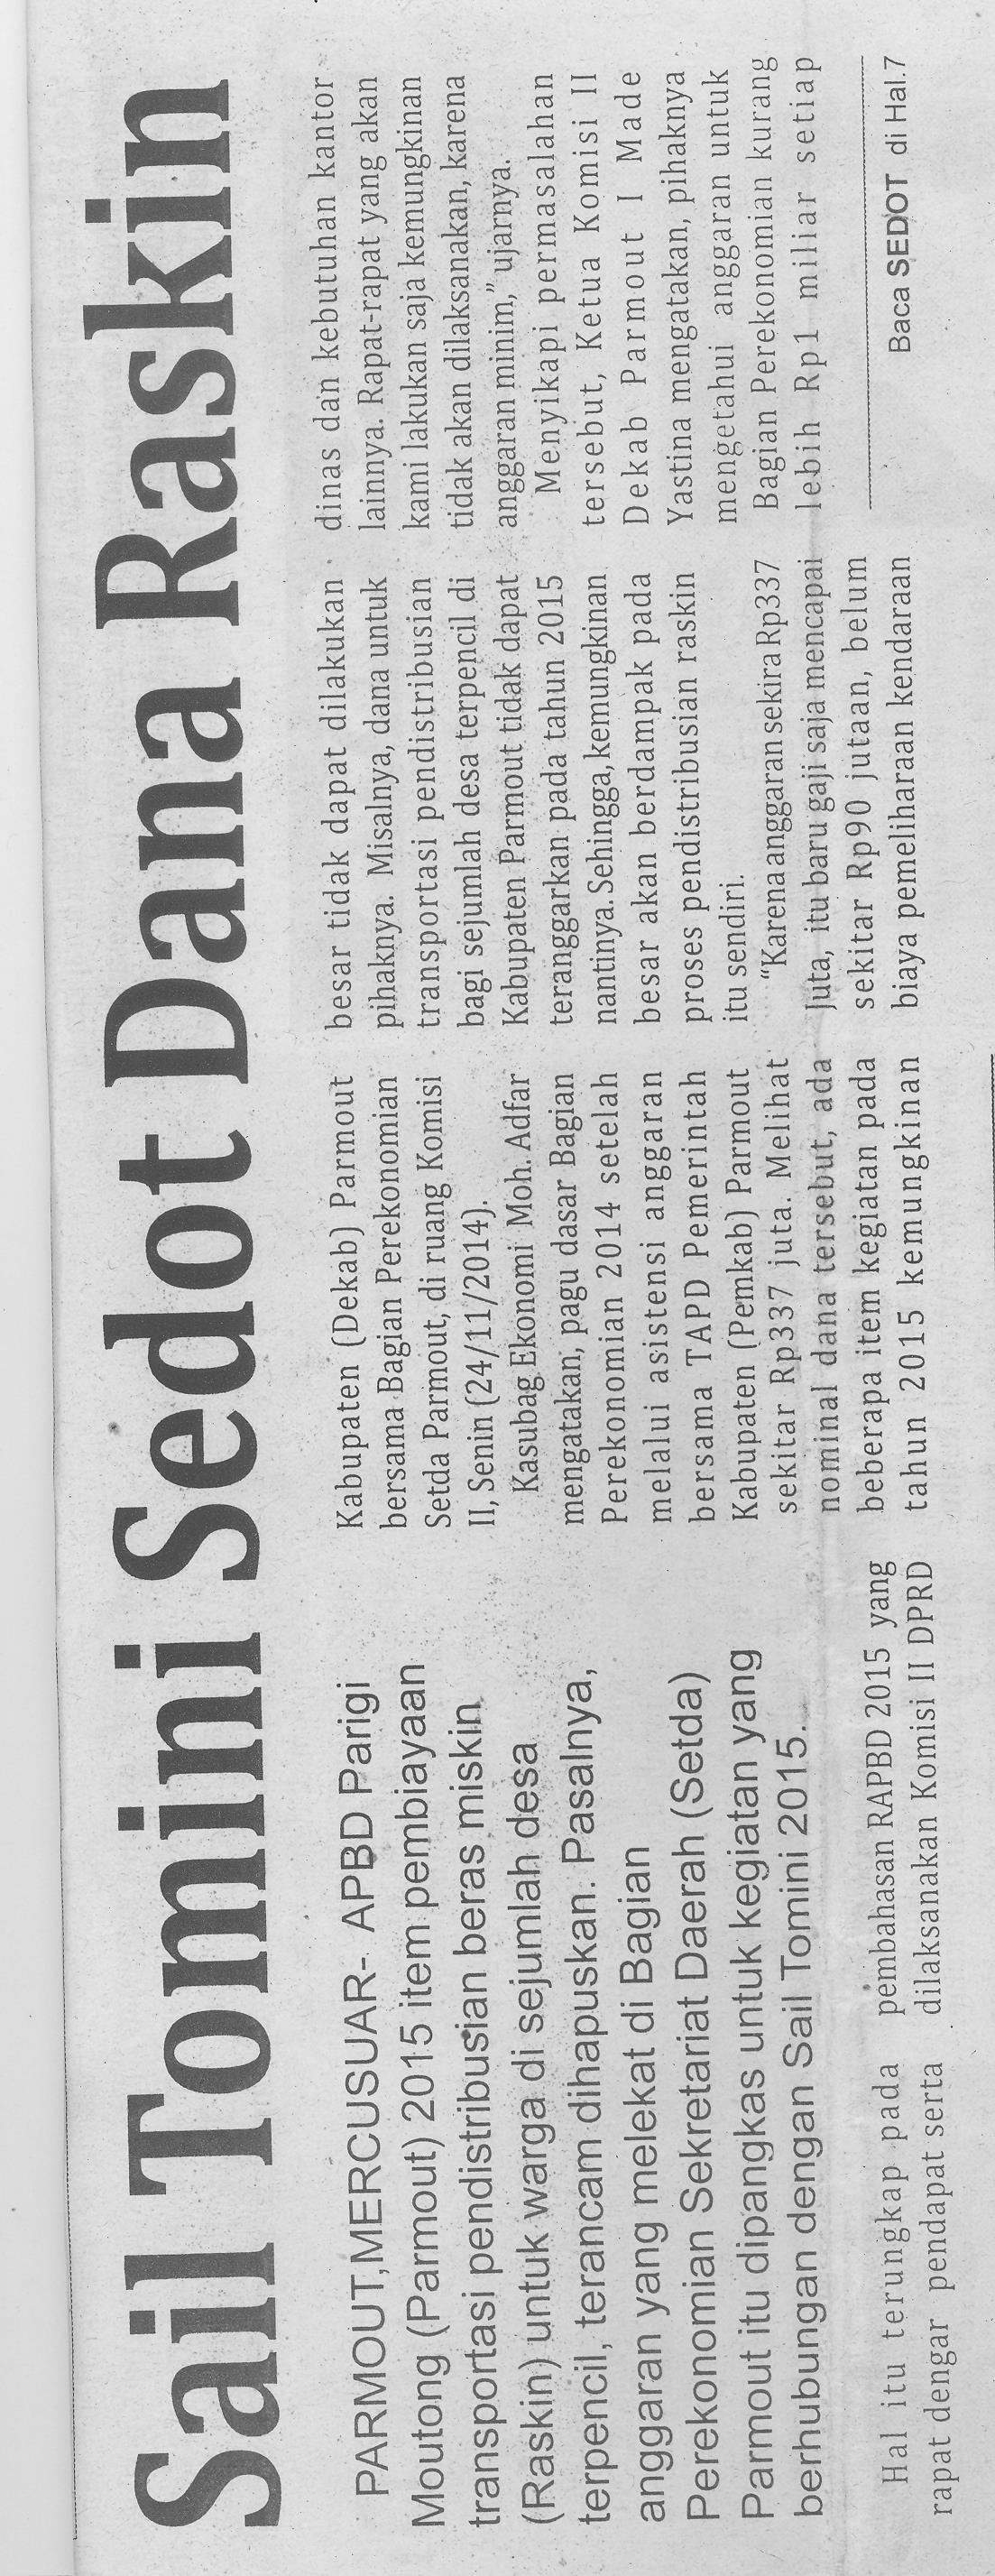 Sail Tomini Sedot Dana Raskin
PARMOUT,MERCUSUAR- APBD Parigi
Moutong (Parmout) 2015 item pembiayaan
transportasi pendistribusian beras miskin
(Raskin) untuk warga di sejumlah desa
terpencil, terancam dihapuskan. Pasalnya,
anggaran yang melekat di Bagian
Perekonomian Sekretariat Daerah (Setda)
Parmout itu dipangkas untuk kegiatan yang
berhubungan dengan Sail Tomini 2015.
Hal itu terungkap pada
rapat dengar pendapat serta
pembahasan RAPBD 2015 yang
dilaksanakan Komisi II DPRD
Kabupaten (Dekab) Parmout
bersama Bagian Perekonomian
Setda Parmout, di ruang Komisi
II, Senin (24/11/2014).
Kasubag Ekonomi Moh. Adfar
mengatakan, pagu dasar Bagian
Perekonomian 2014 setelah
melalui asistensi anggaran
bersama TAPD Pemerintah
Kabupaten (Pemkab) Parmout
sekitar Rp337 juta. Melihat
nominal dana tersebut, ada
beberapa item kegiatan pada
tahun 2015 kemungkinan
besar tidak dapat dilakukan
pihaknya. Misalnya, dana untuk
transportasi pendistribusian
bagi sejumlah desa terpencil di
Kabupaten Parmout tidak dapat
teranggarkan pada tahun 2015
nantinya. Sehingga, kemungkinan
besar akan berdampak pada
proses pendistribusian raskin
itu sendiri.
“Karena anggaran sekira Rp337
Juta, itu baru gaji saja mencapai
sekitar Rp90 jutaan, belum
biaya pemeliharaan kendaraan
dinas dan kebutuhan kantor
lainnya. Rapat-rapat yang akan
kami lakukan saja kemungkinan
tidak akan dilaksanakan, karena
anggaran minim,” ujarnya.
Menyikapi permasalahan
tersebut, Ketua Komisi II
Dekab Parmout I Made
Yastina mengatakan, pihaknya
mengetahui anggaran untuk
Bagian Perekonomian kurang
lebih Rp1 miliar setiap
Baca SEDOT di Hal.7